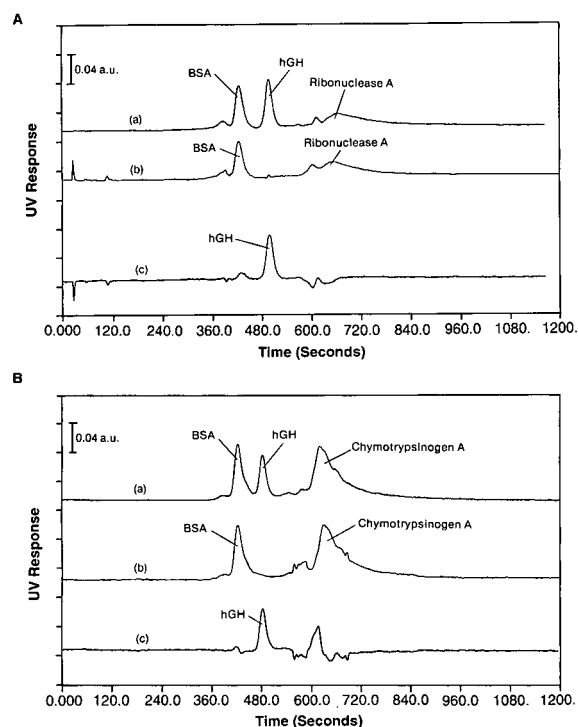 A
0.04 a.u.
BSA
hGH
Ribonuclease A
(a)
BSA
Ribonuclease A
(b)
hGH
(c)
UV Response
0.000 120.0 240.0 360.0 480.0 600.0 720.0 840.0 960.0 1080. 1200.
Time (Seconds)
B
0.04 a.u.
BSA
hGH
Chymotrypsinogen A
(a)
BSA
Chymotrypsinogen A
(b)
hGH
(c)
UV Response
0.000 120.0 240.0 360.0 480.0 600.0 720.0 840.0 960.0 1080. 1200.
Time (Seconds)